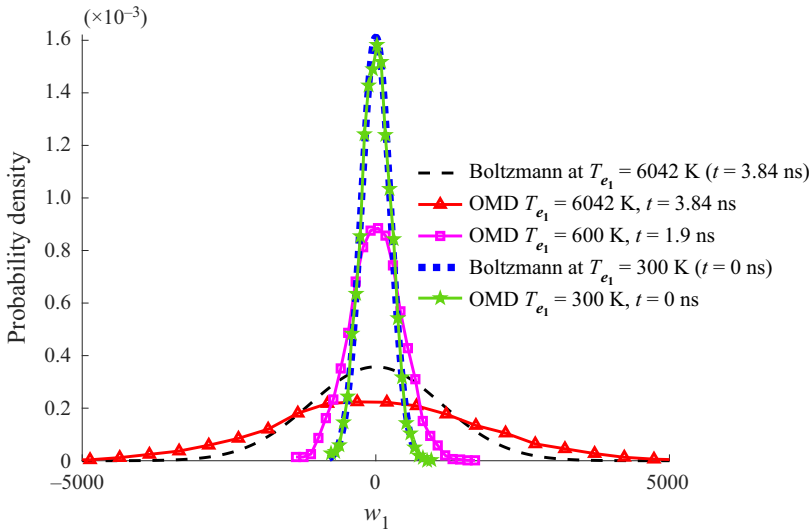 (×10⁻³)
1.6
1.4
1.2
1.0
0.8
0.6
0.4
0.2
0
Probability density
Boltzmann at Tₑ₁ = 6042 K (t = 3.84 ns)
OMD Tₑ₁ = 6042 K, t = 3.84 ns
OMD Tₑ₁ = 600 K, t = 1.9 ns
Boltzmann at Tₑ₁ = 300 K (t = 0 ns)
OMD Tₑ₁ = 300 K, t = 0 ns
–5000 0 5000
w₁